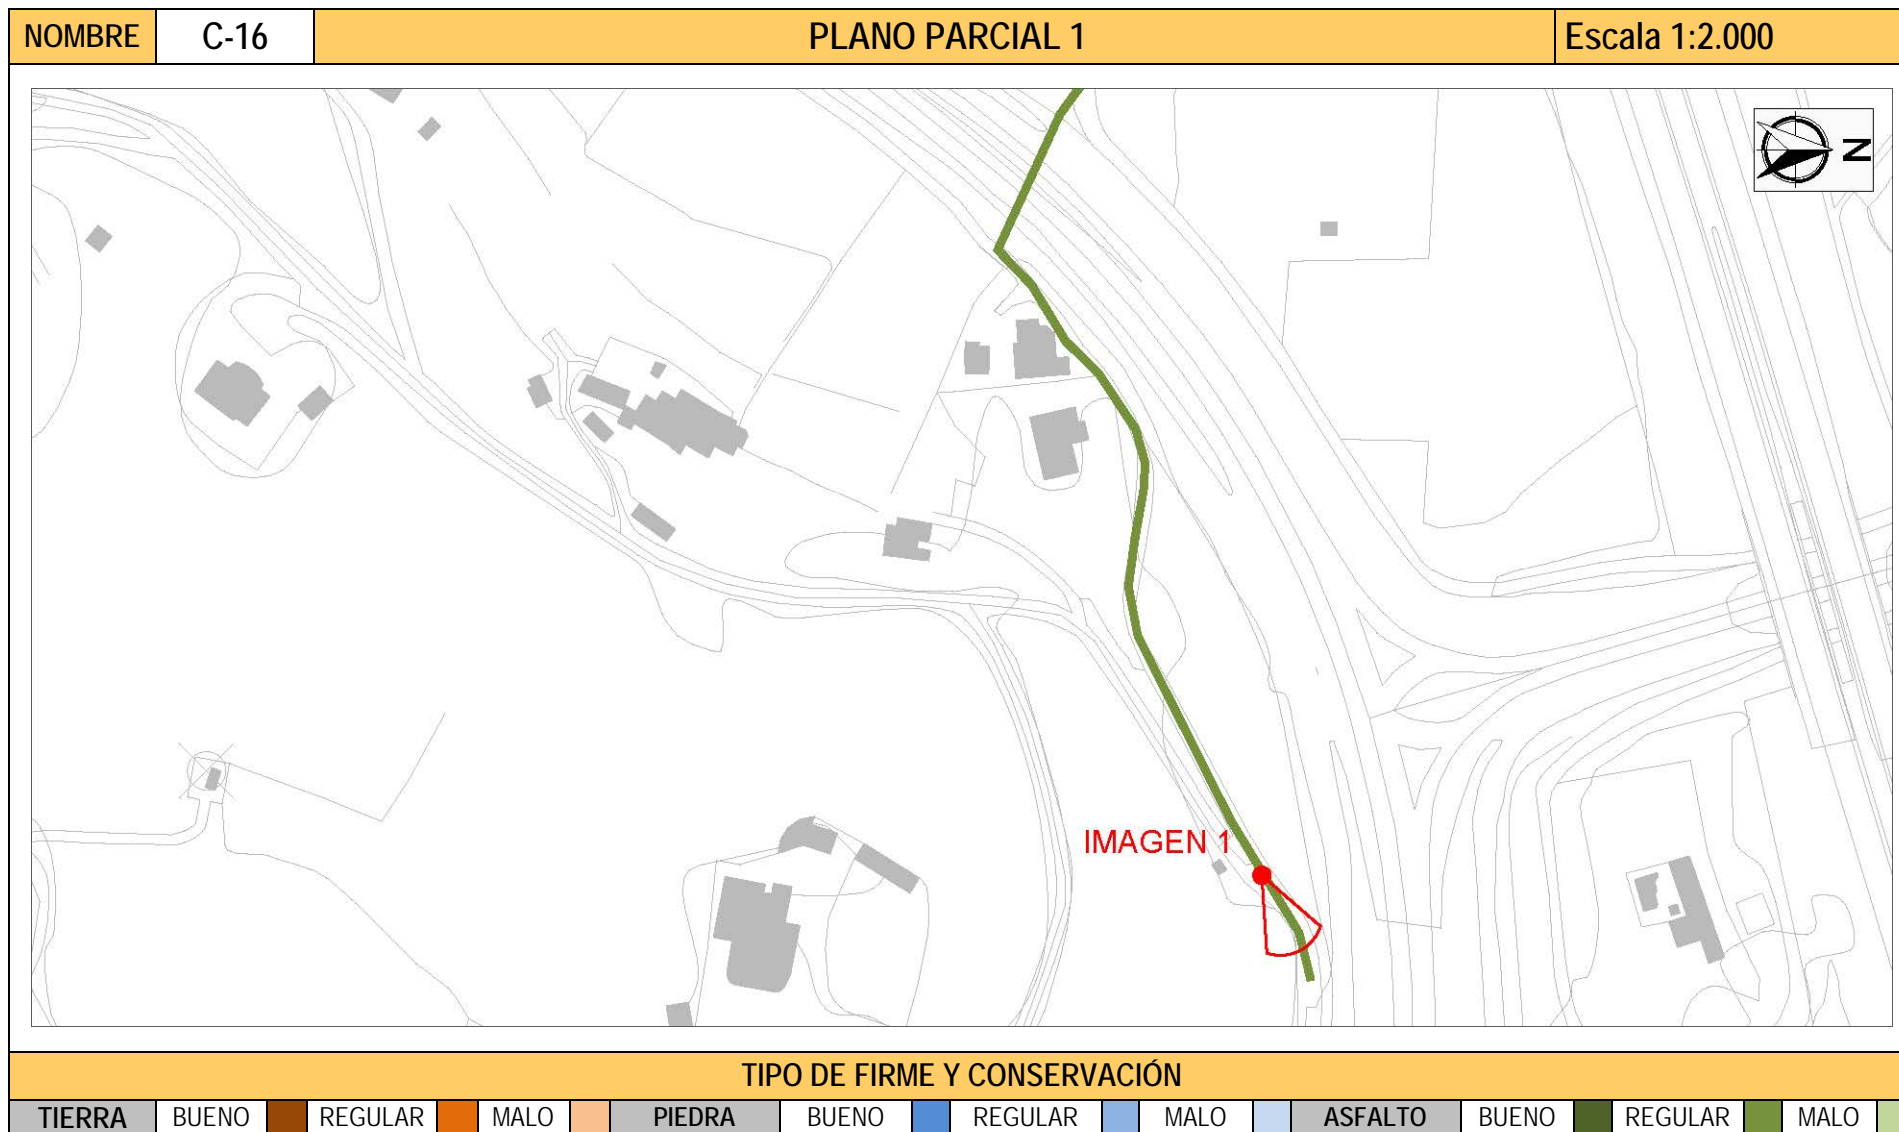 NOMBRE C-16 PLANO PARCIAL 1 Escala 1:2.000
N
IMAGEN 1
TIPO DE FIRME Y CONSERVACIÓN
TIERRA BUENO REGULAR MALO PIEDRA BUENO REGULAR MALO ASFALTO BUENO REGULAR MALO